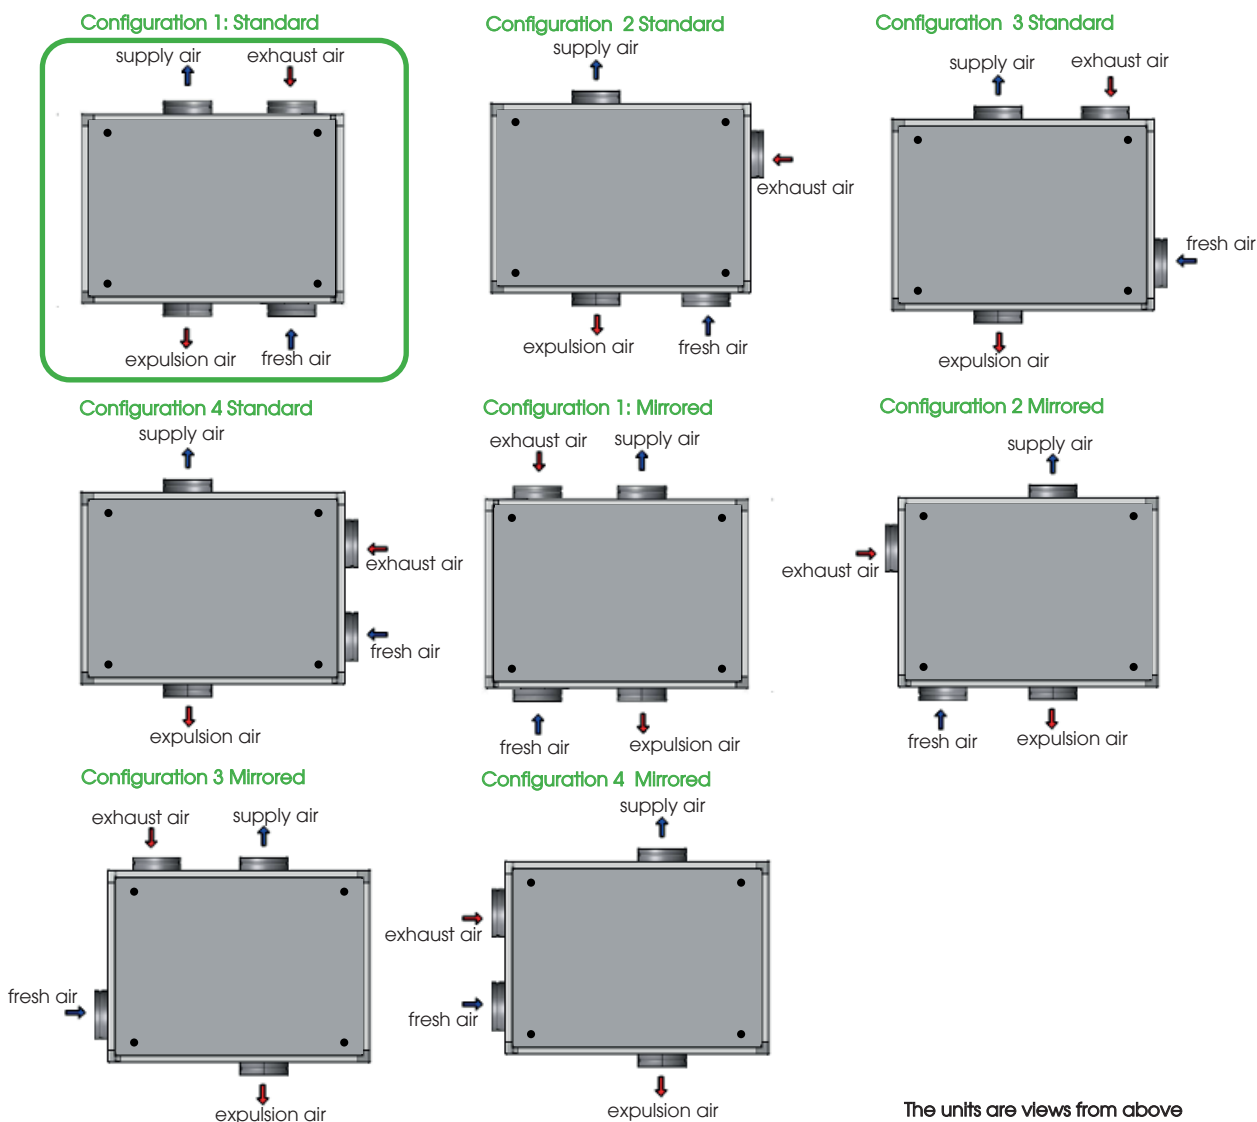 Configuration 1: Standard
supply air
exhaust air
expulsion air
fresh air
Configuration 2 Standard
supply air
exhaust air
expulsion air
fresh air
Configuration 3 Standard
supply air
exhaust air
fresh air
expulsion air
Configuration 4 Standard
supply air
exhaust air
fresh air
expulsion air
Configuration 1: Mirrored
exhaust air
supply air
fresh air
expulsion air
Configuration 2 Mirrored
supply air
exhaust air
fresh air
expulsion air
Configuration 3 Mirrored
exhaust air
supply air
fresh air
expulsion air
Configuration 4 Mirrored
supply air
exhaust air
fresh air
expulsion air
The units are views from above